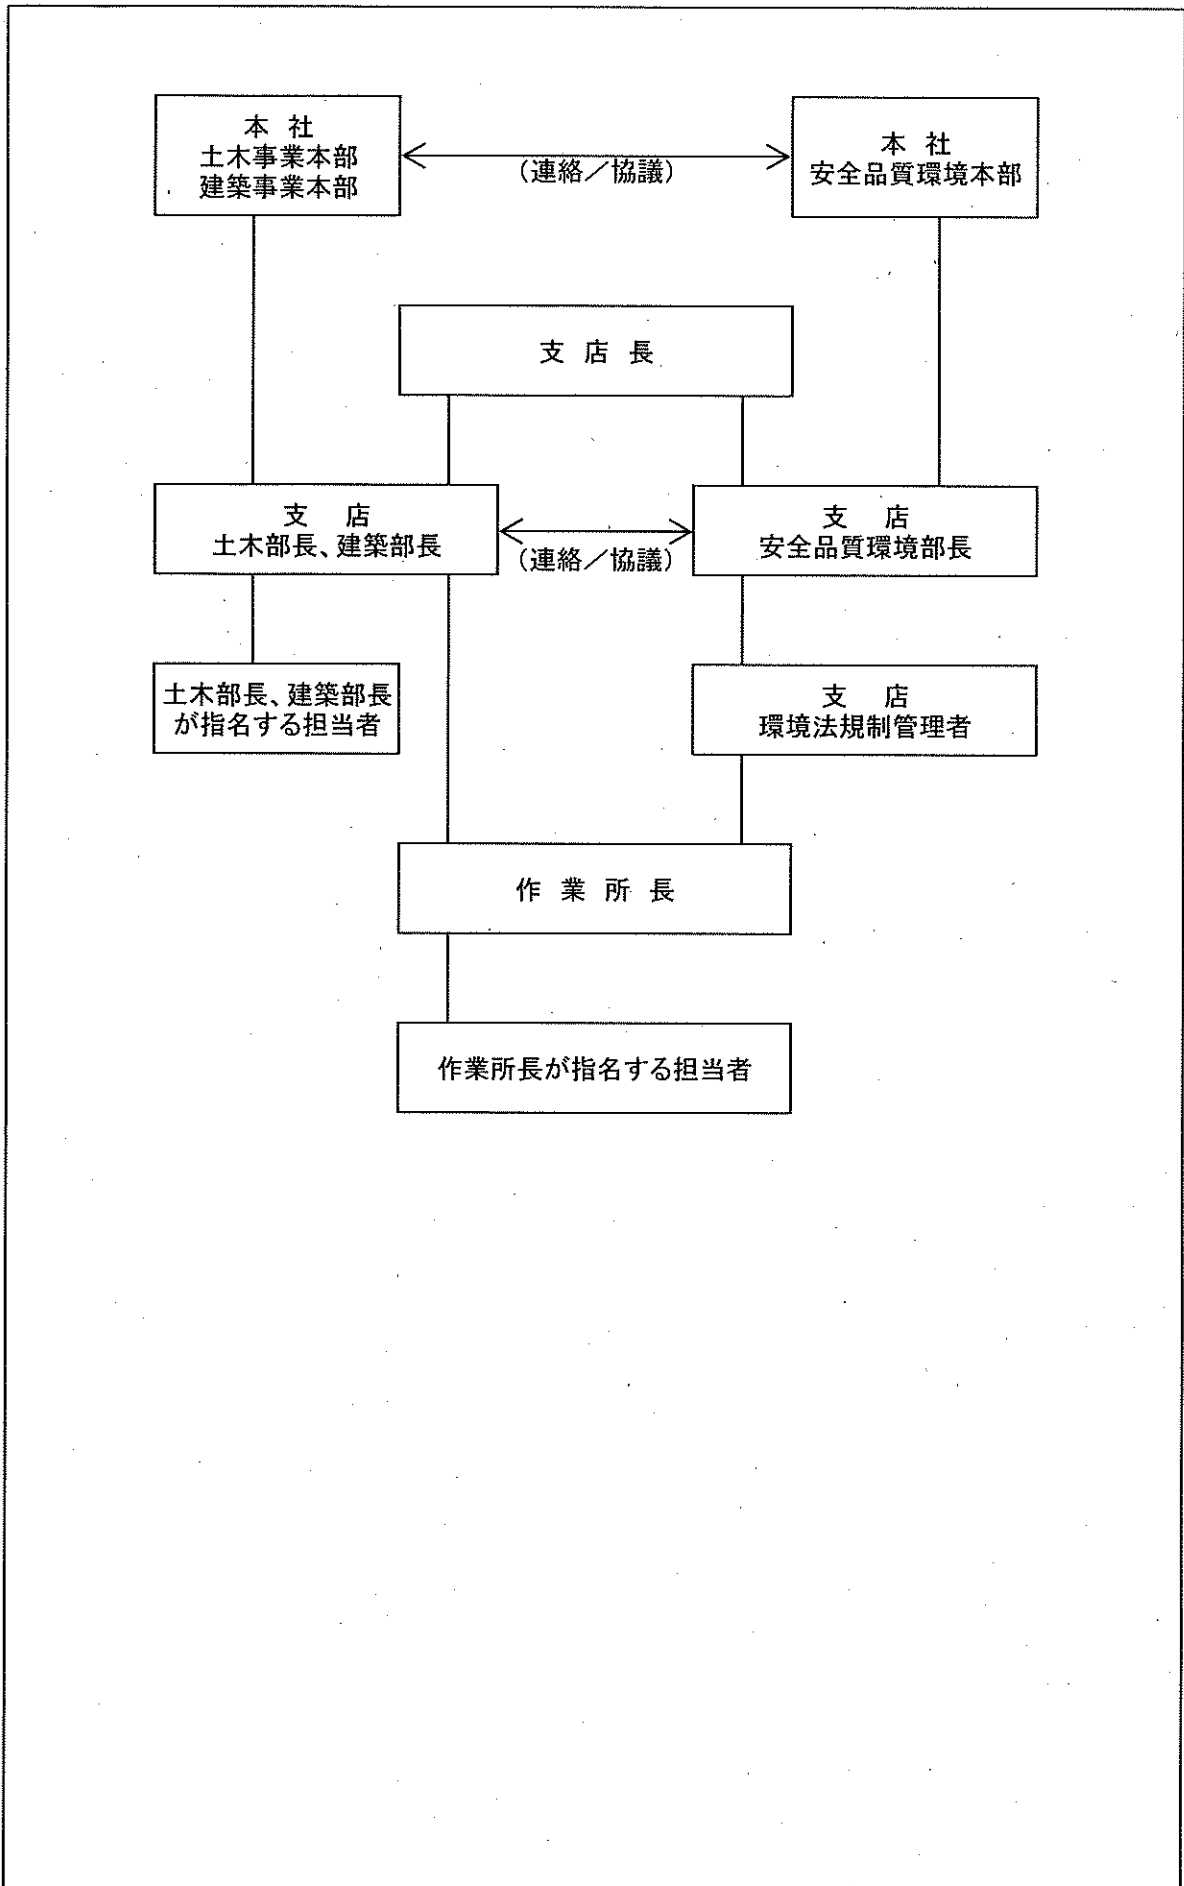 本 社
土木事業本部
建築事業本部
(連絡/協議)
本 社
安全品質環境本部
支 店 長
支 店
土木部長、建築部長
(連絡/協議)
支 店
安全品質環境部長
土木部長、建築部長
が指名する担当者
支 店
環境法規制管理者
作 業 所 長
作業所長が指名する担当者